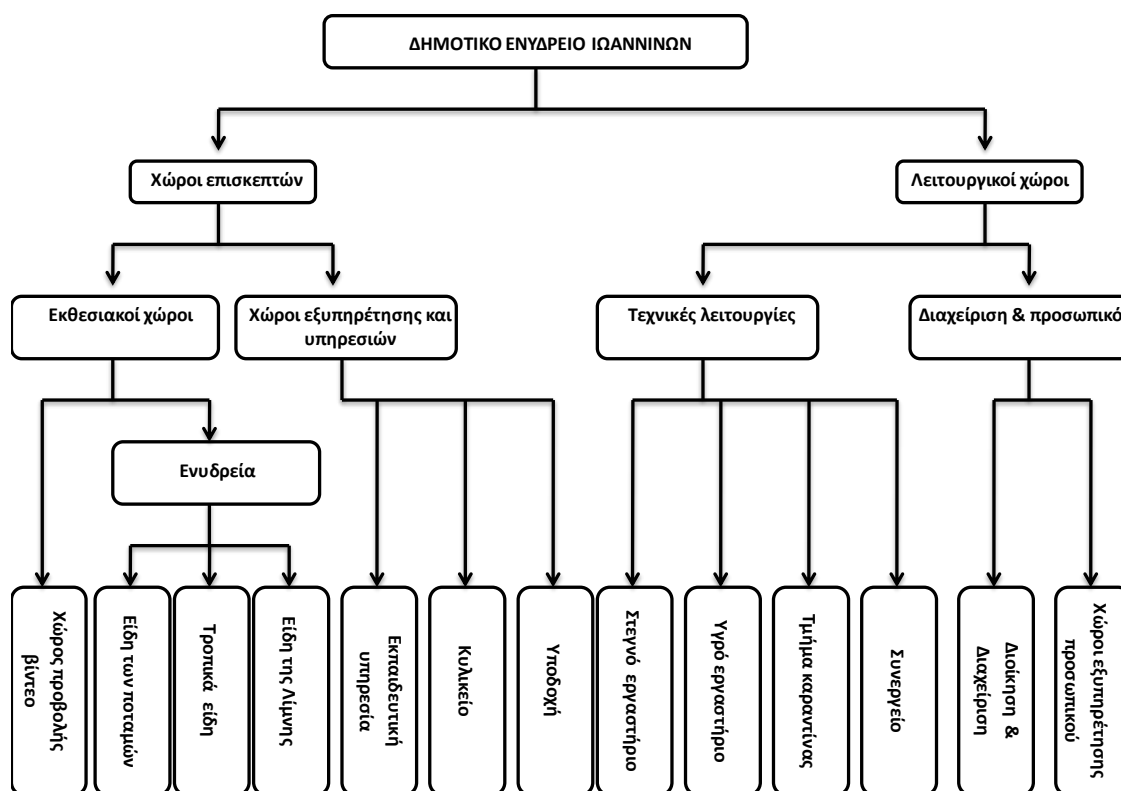 ΔΗΜΟΤΙΚΟ ΕΝΥΔΡΕΙΟ ΙΩΑΝΝΙΝΩΝ
Χώροι επισκεπτών
Λειτουργικοί χώροι
Εκθεσιακοί χώροι
Χώροι εξυπηρέτησης και
υπηρεσιών
Τεχνικές λειτουργίες
Διαχείριση & προσωπικό
Ενυδρεία
Χώρος προβολής
βίντεο
Είδη των ποταμών
Τροπικά είδη
Είδη της Λίμνης
Εκπαιδευτική
υπηρεσία
Κυλικείο
Υποδοχή
Στεγνό εργαστήριο
Υγρό εργαστήριο
Τμήμα καραντίνας
Συνεργείο
Διοίκηση &
Διαχείριση
Χώροι εξυπηρέτησης
προσωπικού